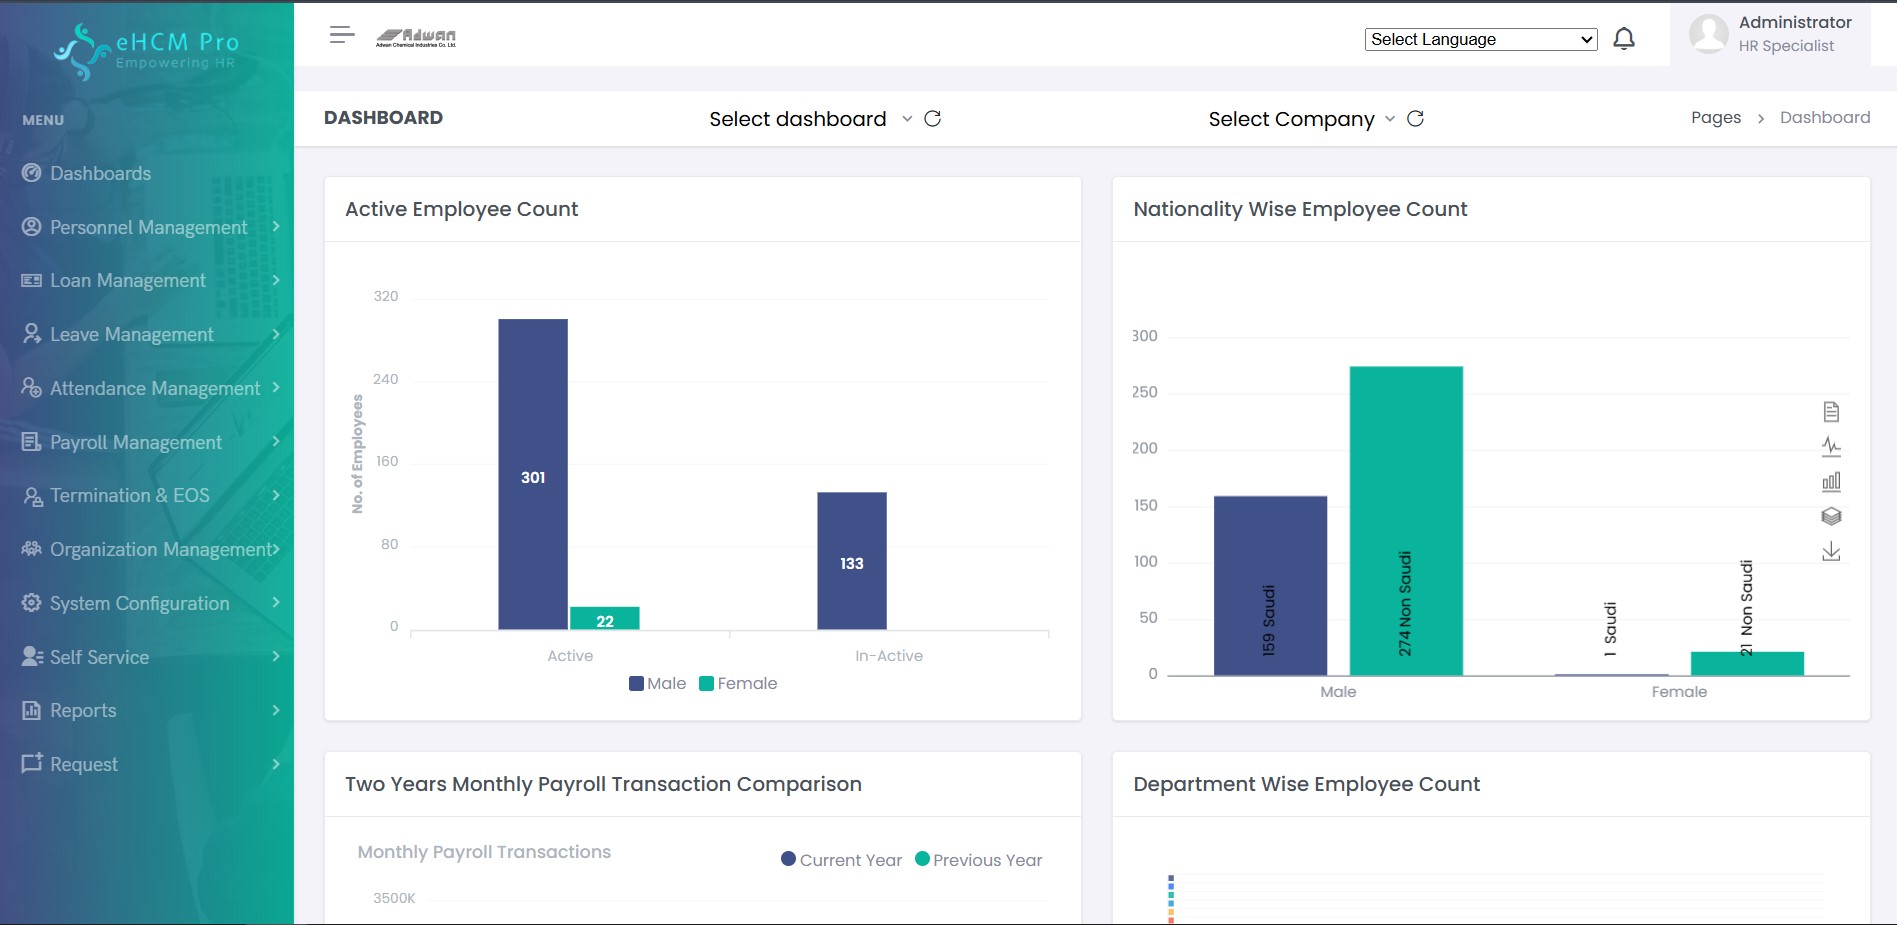 eHCM Pro
Empowering HR
MENU
Dashboards
Personnel Management
Loan Management
Leave Management
Attendance Management
Payroll Management
Termination & EOS
Organization Management
System Configuration
Self Service
Reports
Request
Adwan
Adwan Chemical Industries Co. Ltd.
Select Language
Administrator
HR Specialist
DASHBOARD
Select dashboard
Select Company
Pages
Dashboard
Active Employee Count
320
240
160
80
0
No. of Employees
301
22
133
Active
In-Active
Male
Female
Nationality Wise Employee Count
300
250
200
150
100
50
0
159 Saudi
274 Non Saudi
1 Saudi
21 Non Saudi
Male
Female
Two Years Monthly Payroll Transaction Comparison
Monthly Payroll Transactions
Current Year
Previous Year
3500K
Department Wise Employee Count